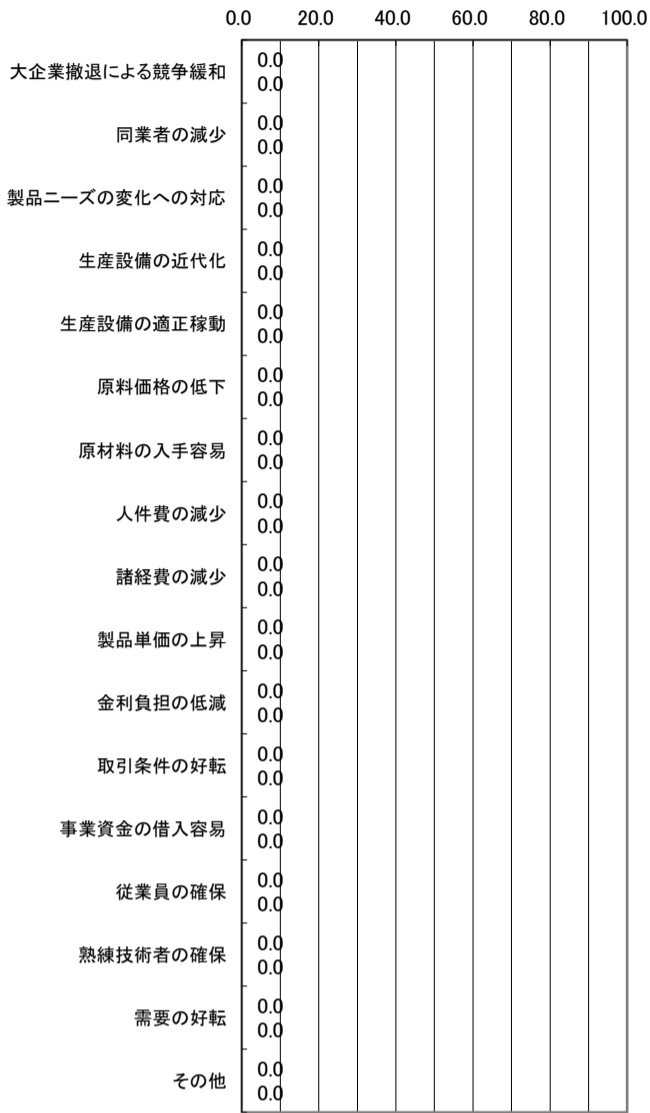 0.0 20.0 40.0 60.0 80.0 100.0
大企業撤退による競争緩和
0.0
0.0
同業者の減少
0.0
0.0
製品ニーズの変化への対応
0.0
0.0
生産設備の近代化
0.0
0.0
生産設備の適正稼動
0.0
0.0
原料価格の低下
0.0
0.0
原材料の入手容易
0.0
0.0
人件費の減少
0.0
0.0
諸経費の減少
0.0
0.0
製品単価の上昇
0.0
0.0
金利負担の低減
0.0
0.0
取引条件の好転
0.0
0.0
事業資金の借入容易
0.0
0.0
従業員の確保
0.0
0.0
熟練技術者の確保
0.0
0.0
需要の好転
0.0
0.0
その他
0.0
0.0